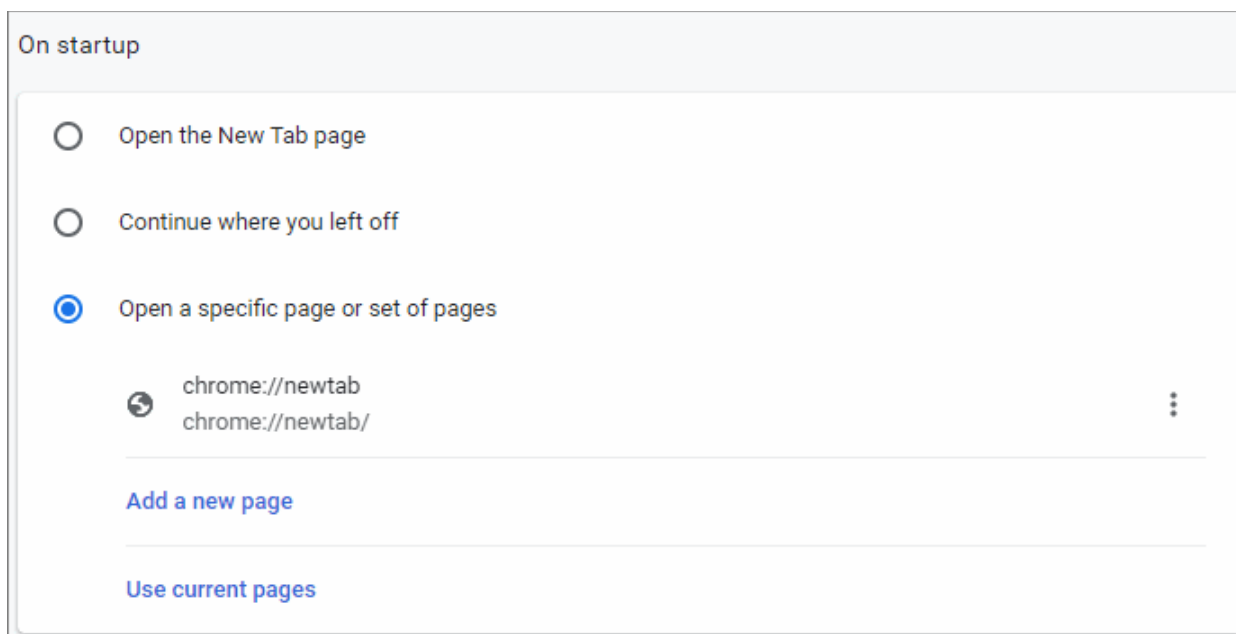 On startup
Open the New Tab page
Continue where you left off
Open a specific page or set of pages
chrome://newtab
chrome://newtab/
Add a new page
Use current pages